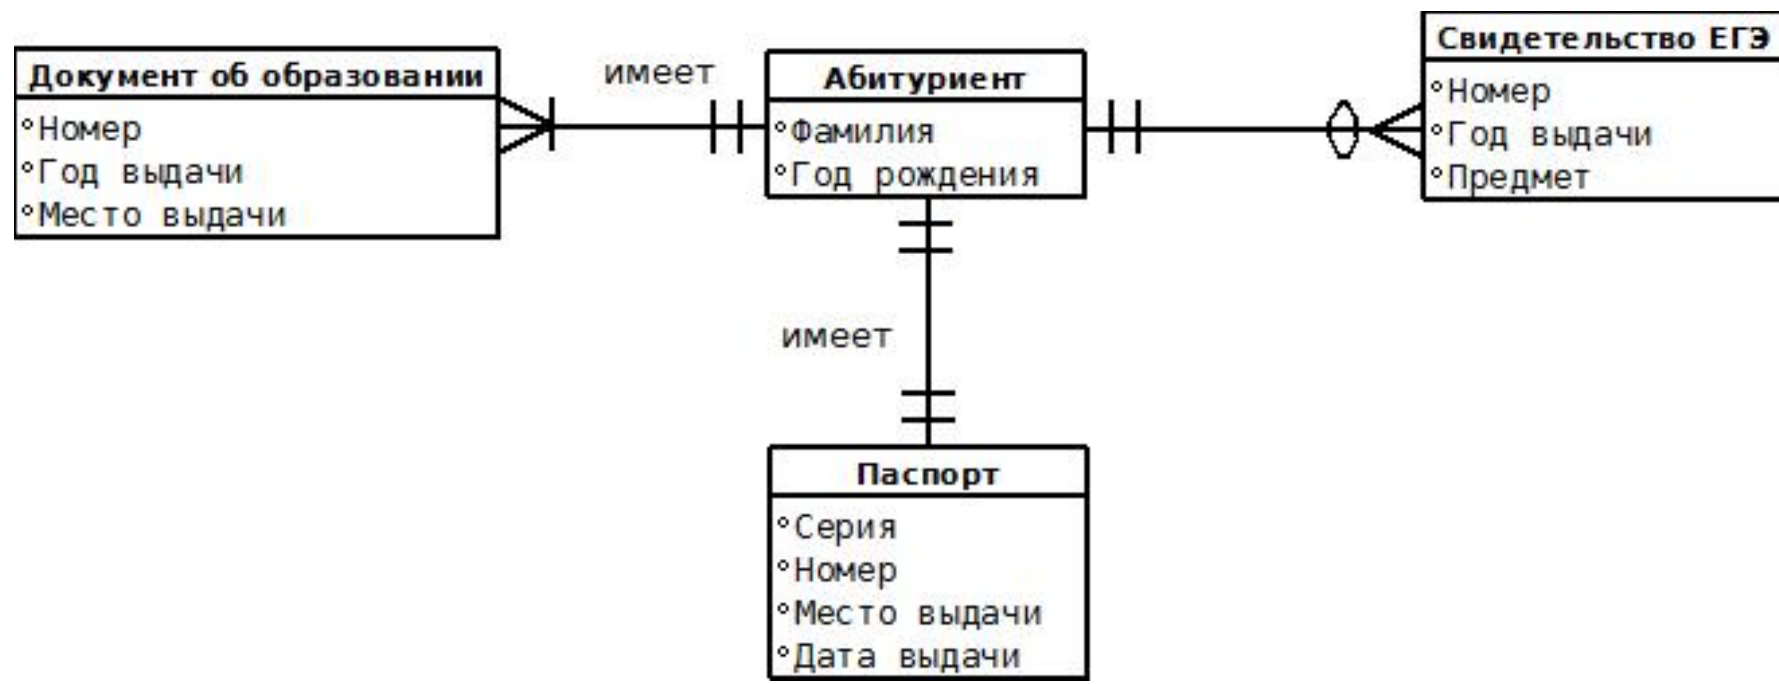 Документ об образовании
°Номер
°Год выдачи
°Место выдачи
имеет
Абитуриент
°Фамилия
°Год рождения
Свидетельство ЕГЭ
°Номер
°Год выдачи
°Предмет
имеет
Паспорт
°Серия
°Номер
°Место выдачи
°Дата выдачи